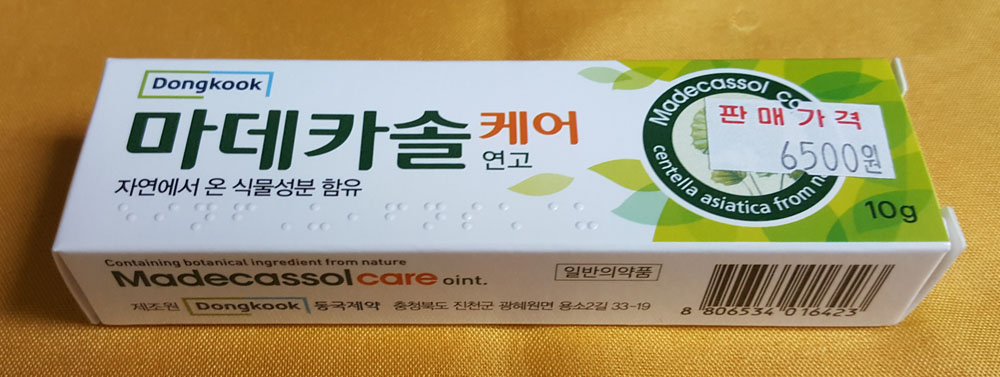 Dongkook
마데카솔케어
연고
자연에서 온 식물성분 함유
Madecassol
centella asiatica from
판매가격
6500원
10g
Containing botanical ingredient from nature
Madecassolcare oint.
일반의약품
제조원 Dongkook 동국제약 충청북도 진천군 광혜원면 용소2길 33-19
8 806534 016423